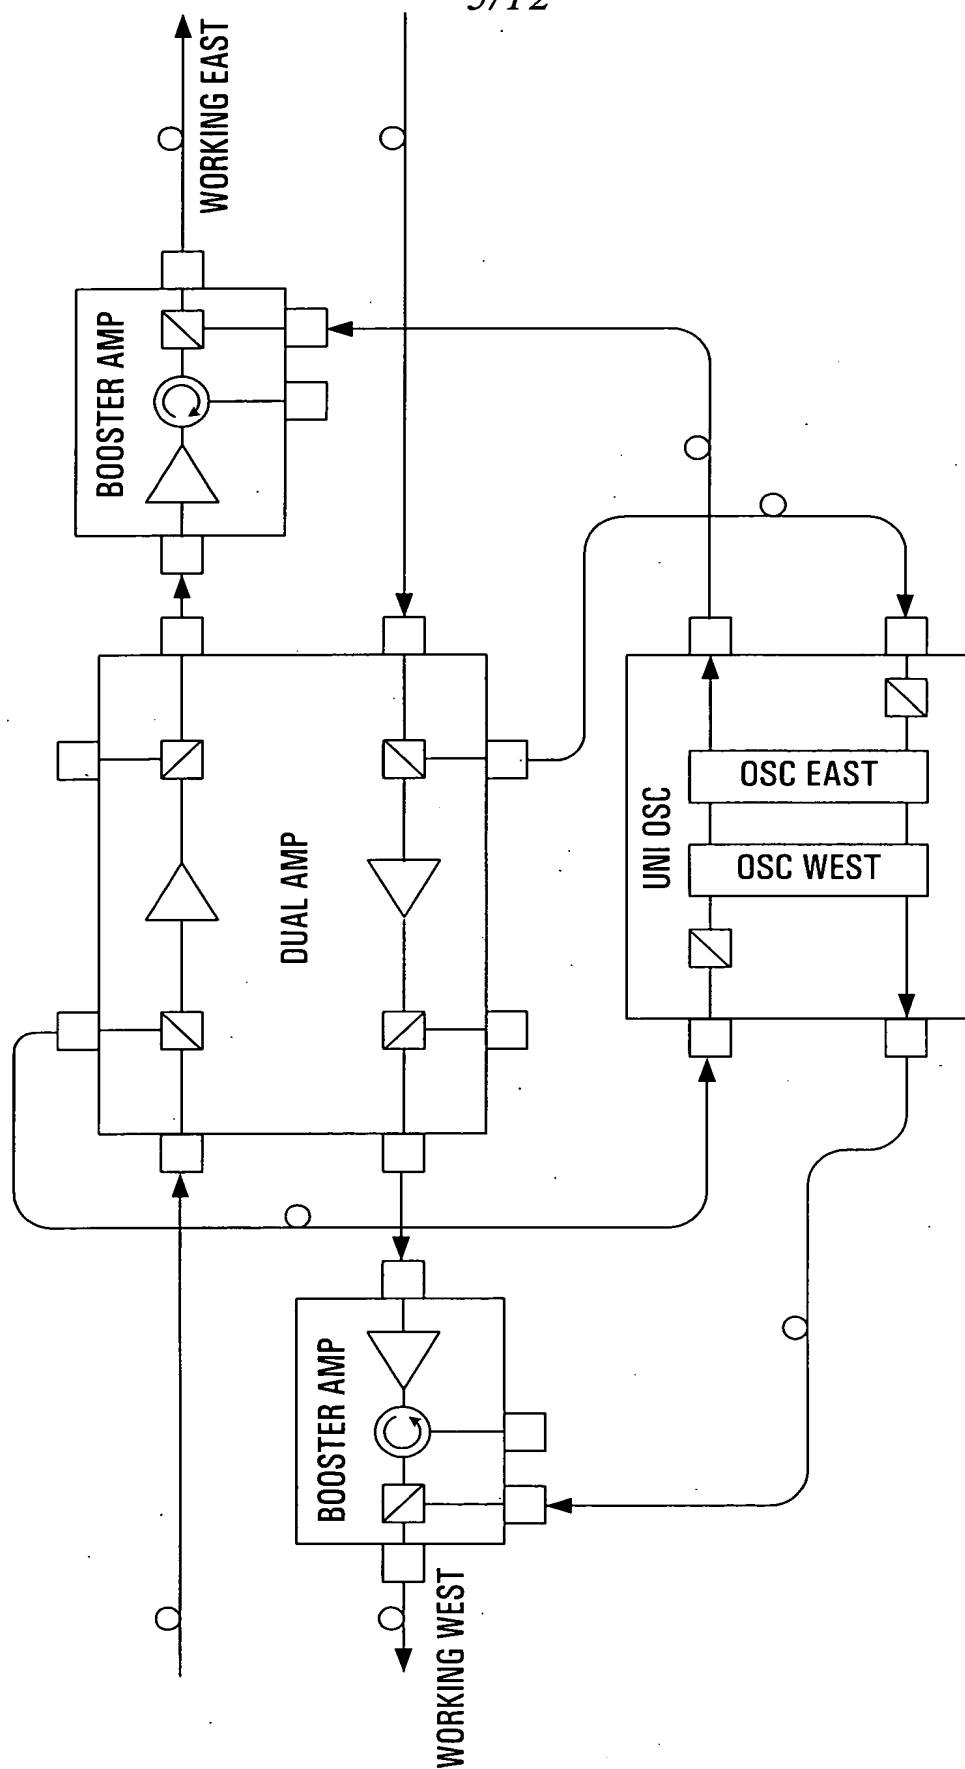 5/12
WORKING EAST
BOOSTER AMP
DUAL AMP
UNI OSC
OSC EAST
OSC WEST
BOOSTER AMP
WORKING WEST